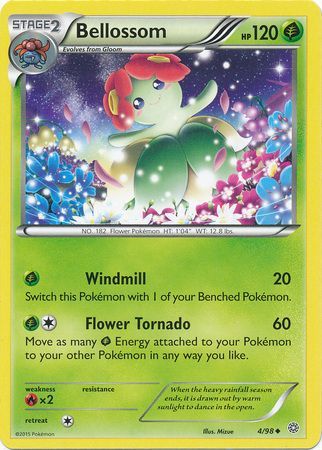 STAGE2
Bellossom
HP 120
Evolves from Gloom
NO. 182 Flower Pokémon HT: 1'04" WT: 12.8 lbs.
Windmill 20
Switch this Pokémon with 1 of your Benched Pokémon.
Flower Tornado 60
Move as many Energy attached to your Pokémon
to your other Pokémon in any way you like.
weakness resistance
×2
retreat
When the heavy rainfall season
ends, it is drawn out by warm
sunlight to dance in the open.
©2015 Pokémon
Illus. Mizue
4/98